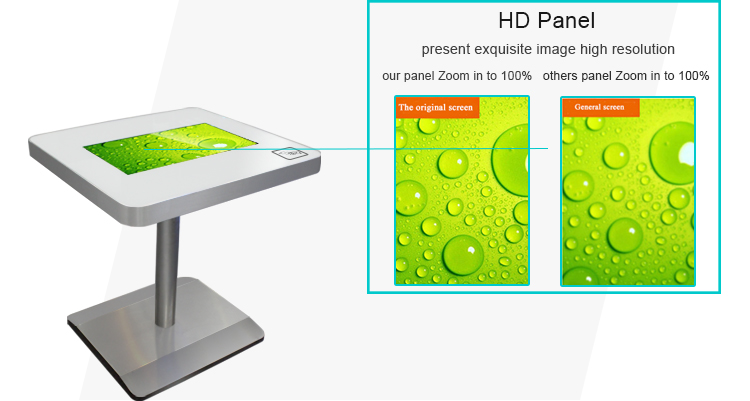 HD Panel
present exquisite image high resolution
our panel Zoom in to 100% others panel Zoom in to 100%
The original screen
General screen